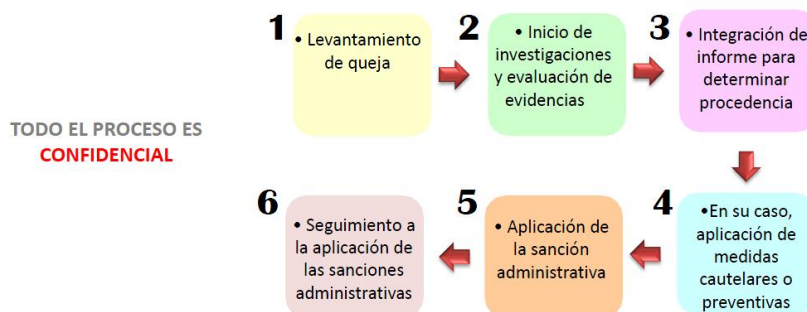 TODO EL PROCESO ES
CONFIDENCIAL
1
• Levantamiento
de queja
2
• Inicio de
investigaciones
y evaluación de
evidencias
3
• Integración de
informe para
determinar
procedencia
4
•En su caso,
aplicación de
medidas
cautelares o
preventivas
5
• Aplicación de
la sanción
administrativa
6
• Seguimiento a
la aplicación de
las sanciones
administrativas